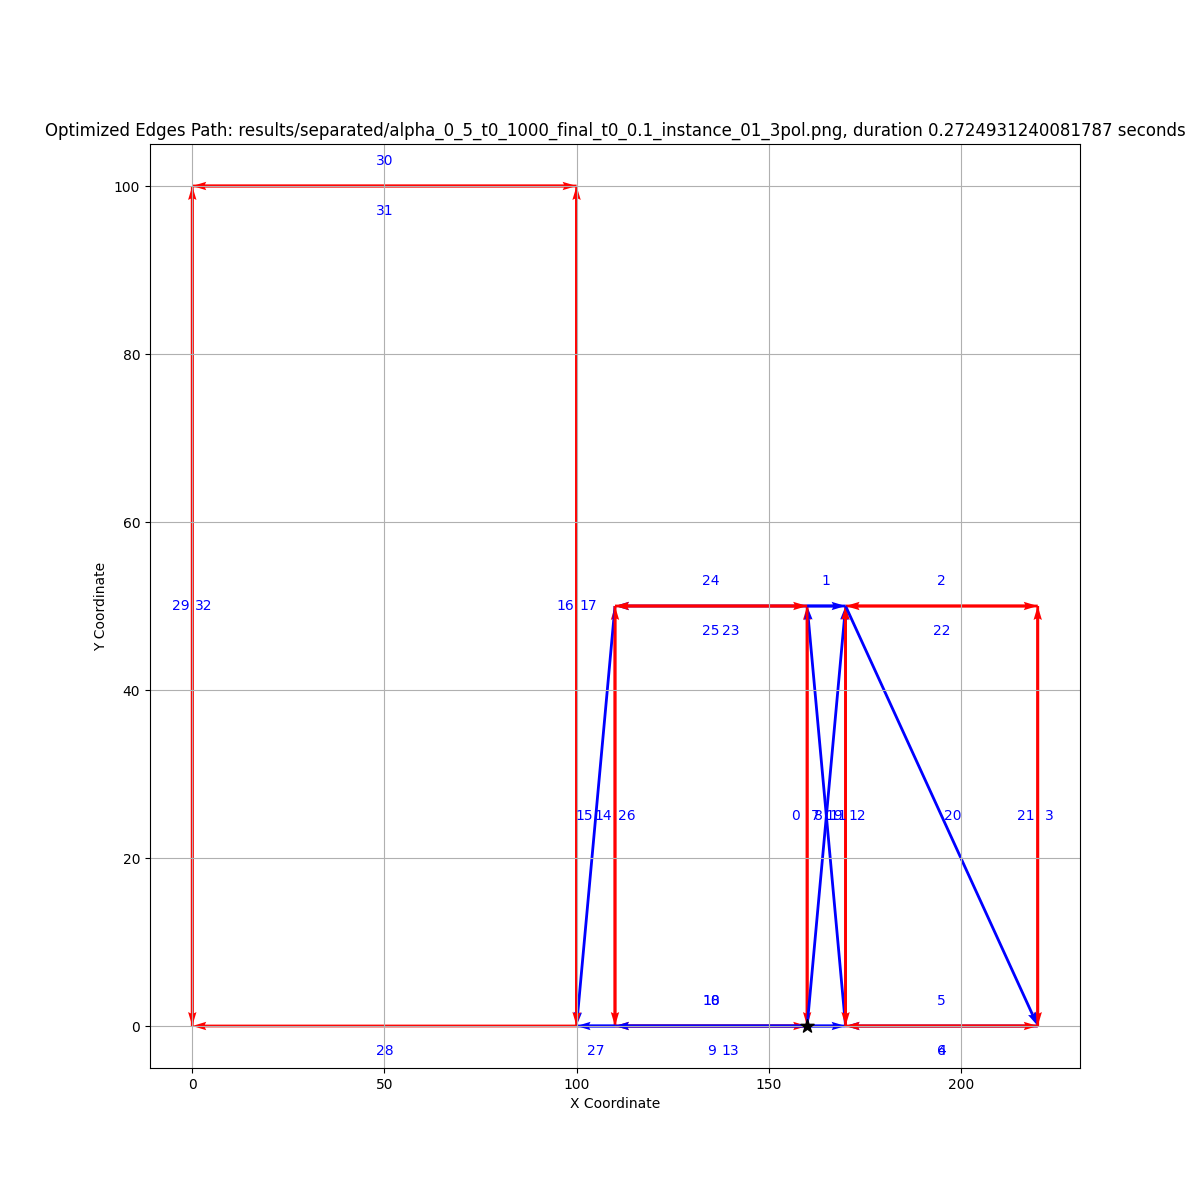 Optimized Edges Path: results/separated/alpha_0_5_t0_1000_final_t0_0.1_instance_01_3pol.png, duration 0.2724931240081787 seconds
30
100
31
80
60
24 1 2
25 23 22
29 32 16 17
Y Coordinate
40
15 14 26 0 12 20 21 3
20
5
0
28 27 9 13
0 50 100 150 200
X Coordinate